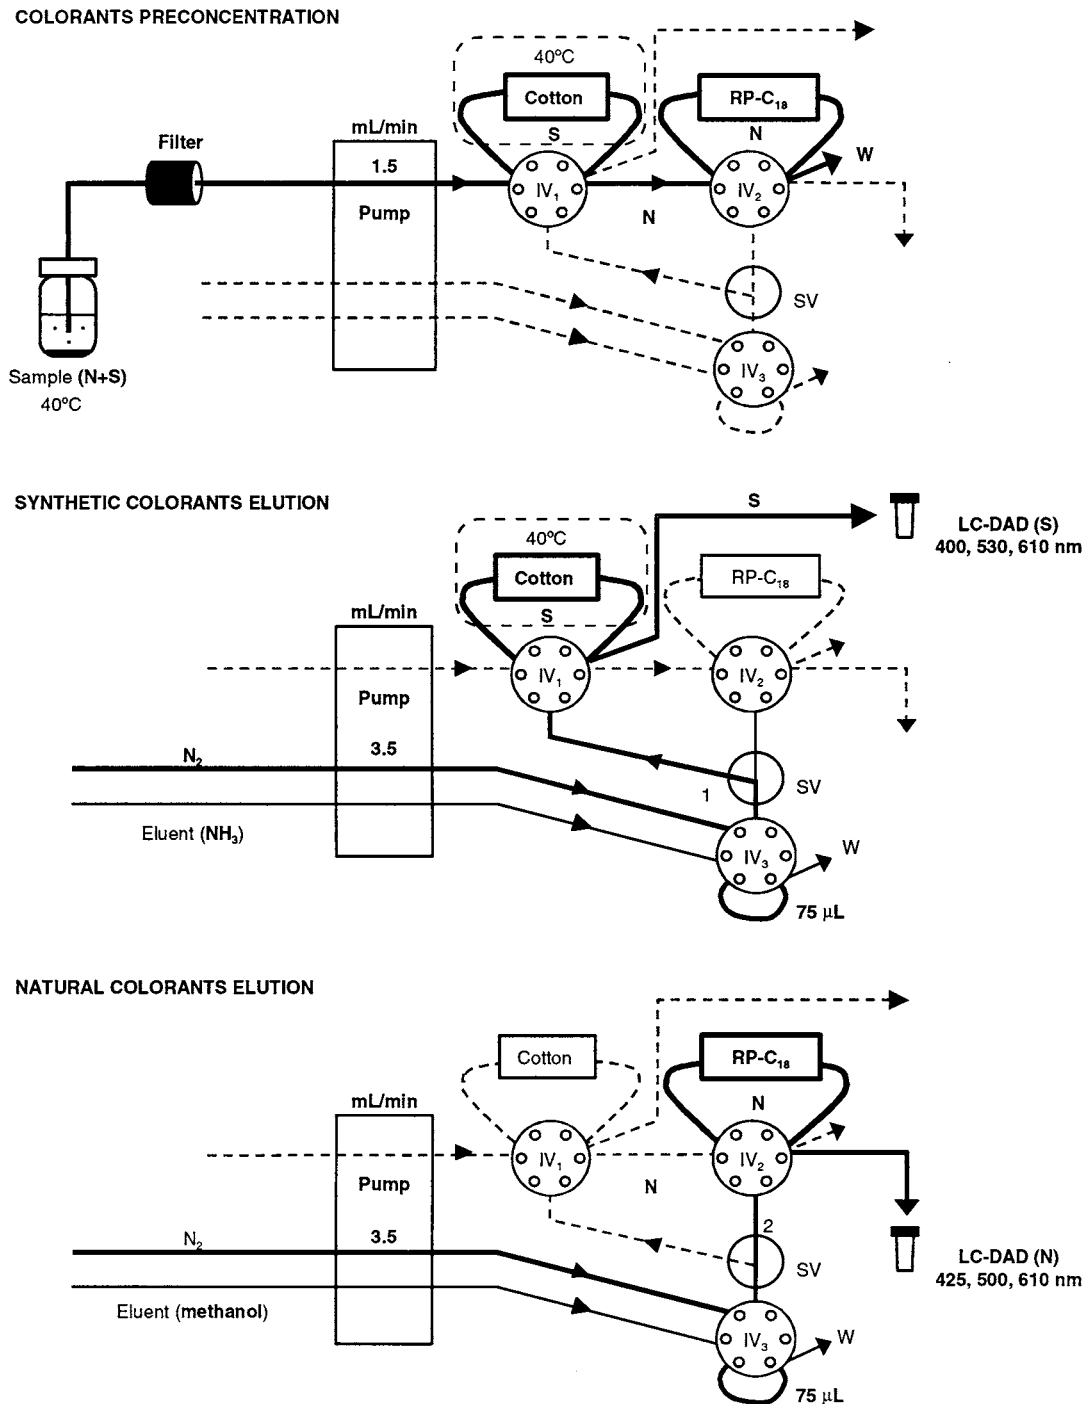 COLORANTS PRECONCENTRATION
40ºC
Cotton
RP-C18
mL/min
S
N
Filter
W
1.5
IV1
IV2
Pump
N
SV
IV3
Sample (N+S)
40ºC
SYNTHETIC COLORANTS ELUTION
S
LC-DAD (S)
400, 530, 610 nm
40ºC
Cotton
RP-C18
mL/min
S
IV1
IV2
Pump
N2
3.5
1
SV
Eluent (NH3)
IV3
W
75 µL
NATURAL COLORANTS ELUTION
Cotton
RP-C18
mL/min
N
IV1
IV2
Pump
N
2
N2
3.5
SV
LC-DAD (N)
425, 500, 610 nm
Eluent (methanol)
IV3
W
75 µL